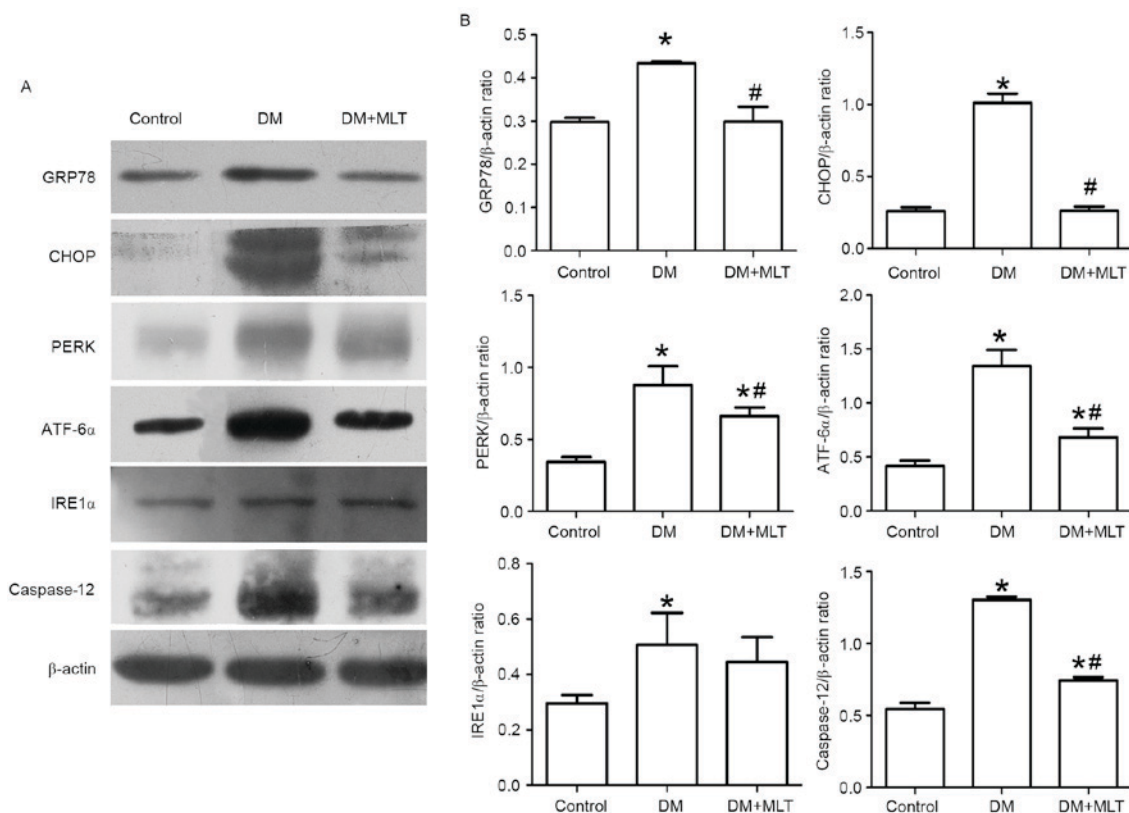 A
Control DM DM+MLT
GRP78
CHOP
PERK
ATF-6α
IRE1α
Caspase-12
β-actin
B
GRP78/β-actin ratio
0.5
0.4
0.3
0.2
0.1
0.0
*
#
Control DM DM+MLT
CHOP/β-actin ratio
1.5
1.0
0.5
0.0
*
#
Control DM DM+MLT
PERK/β-actin ratio
1.5
1.0
0.5
0.0
*
*#
Control DM DM+MLT
ATF-6α/β-actin ratio
2.0
1.5
1.0
0.5
0.0
*
*#
Control DM DM+MLT
IRE1α/β-actin ratio
0.8
0.6
0.4
0.2
0.0
*
Control DM DM+MLT
Caspase-12/β-actin ratio
1.5
1.0
0.5
0.0
*
*#
Control DM DM+MLT